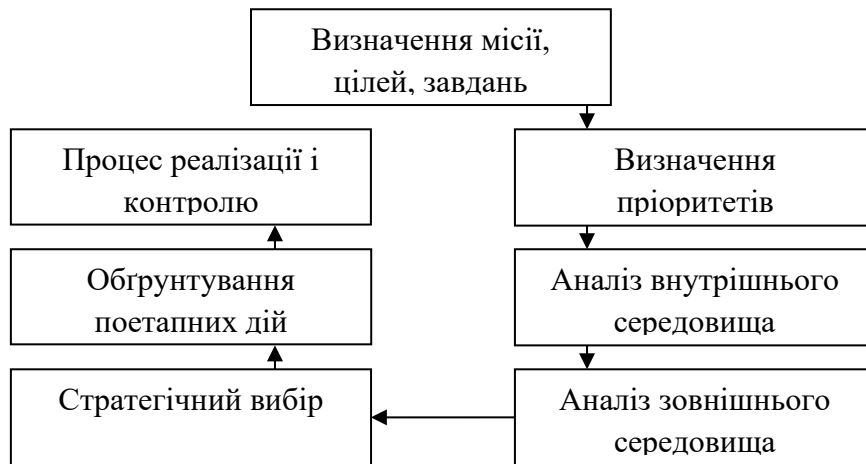 Визначення місії,
цілей, завдань
Процес реалізації і
контролю
Визначення
пріоритетів
Обґрунтування
поетапних дій
Аналіз внутрішнього
середовища
Стратегічний вибір
Аналіз зовнішнього
середовища